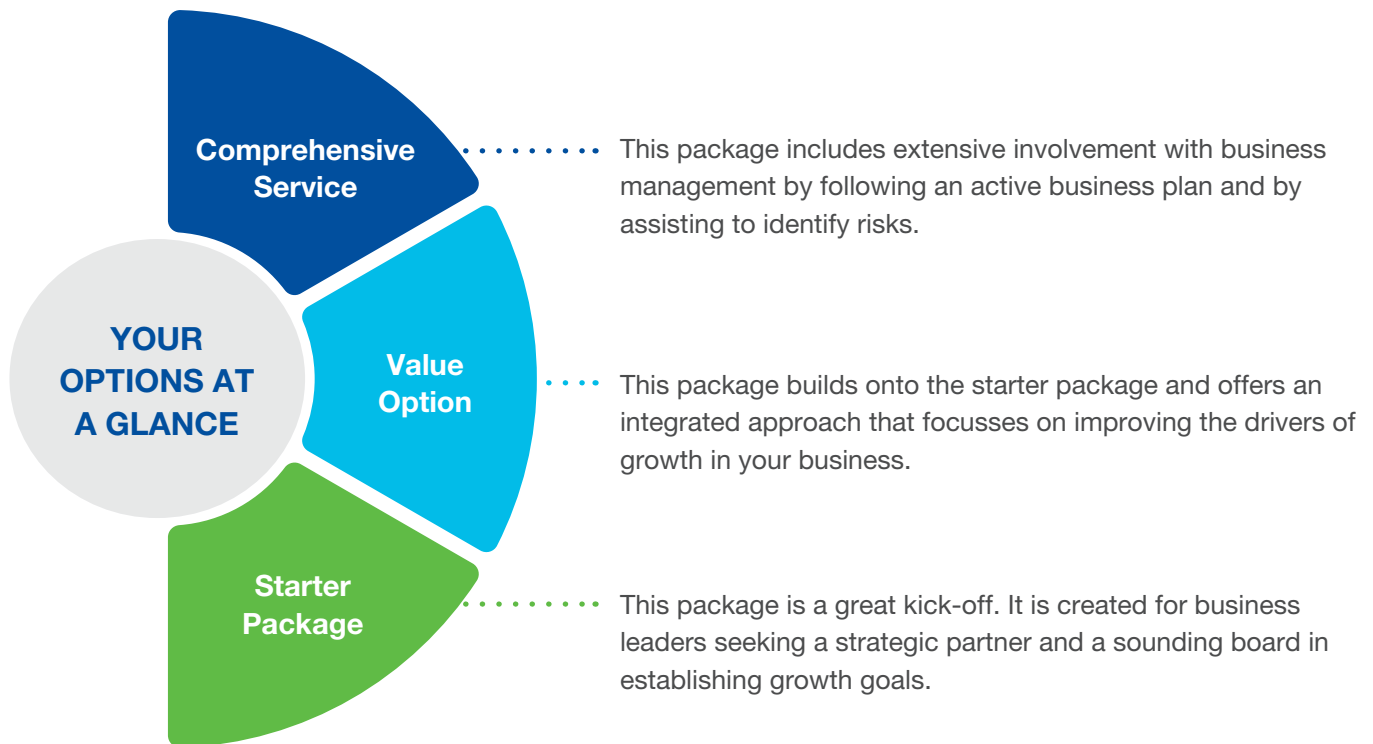 YOUR
OPTIONS AT
A GLANCE
Comprehensive
Service
This package includes extensive involvement with business
management by following an active business plan and by
assisting to identify risks.
Value
Option
This package builds onto the starter package and offers an
integrated approach that focusses on improving the drivers of
growth in your business.
Starter
Package
This package is a great kick-off. It is created for business
leaders seeking a strategic partner and a sounding board in
establishing growth goals.